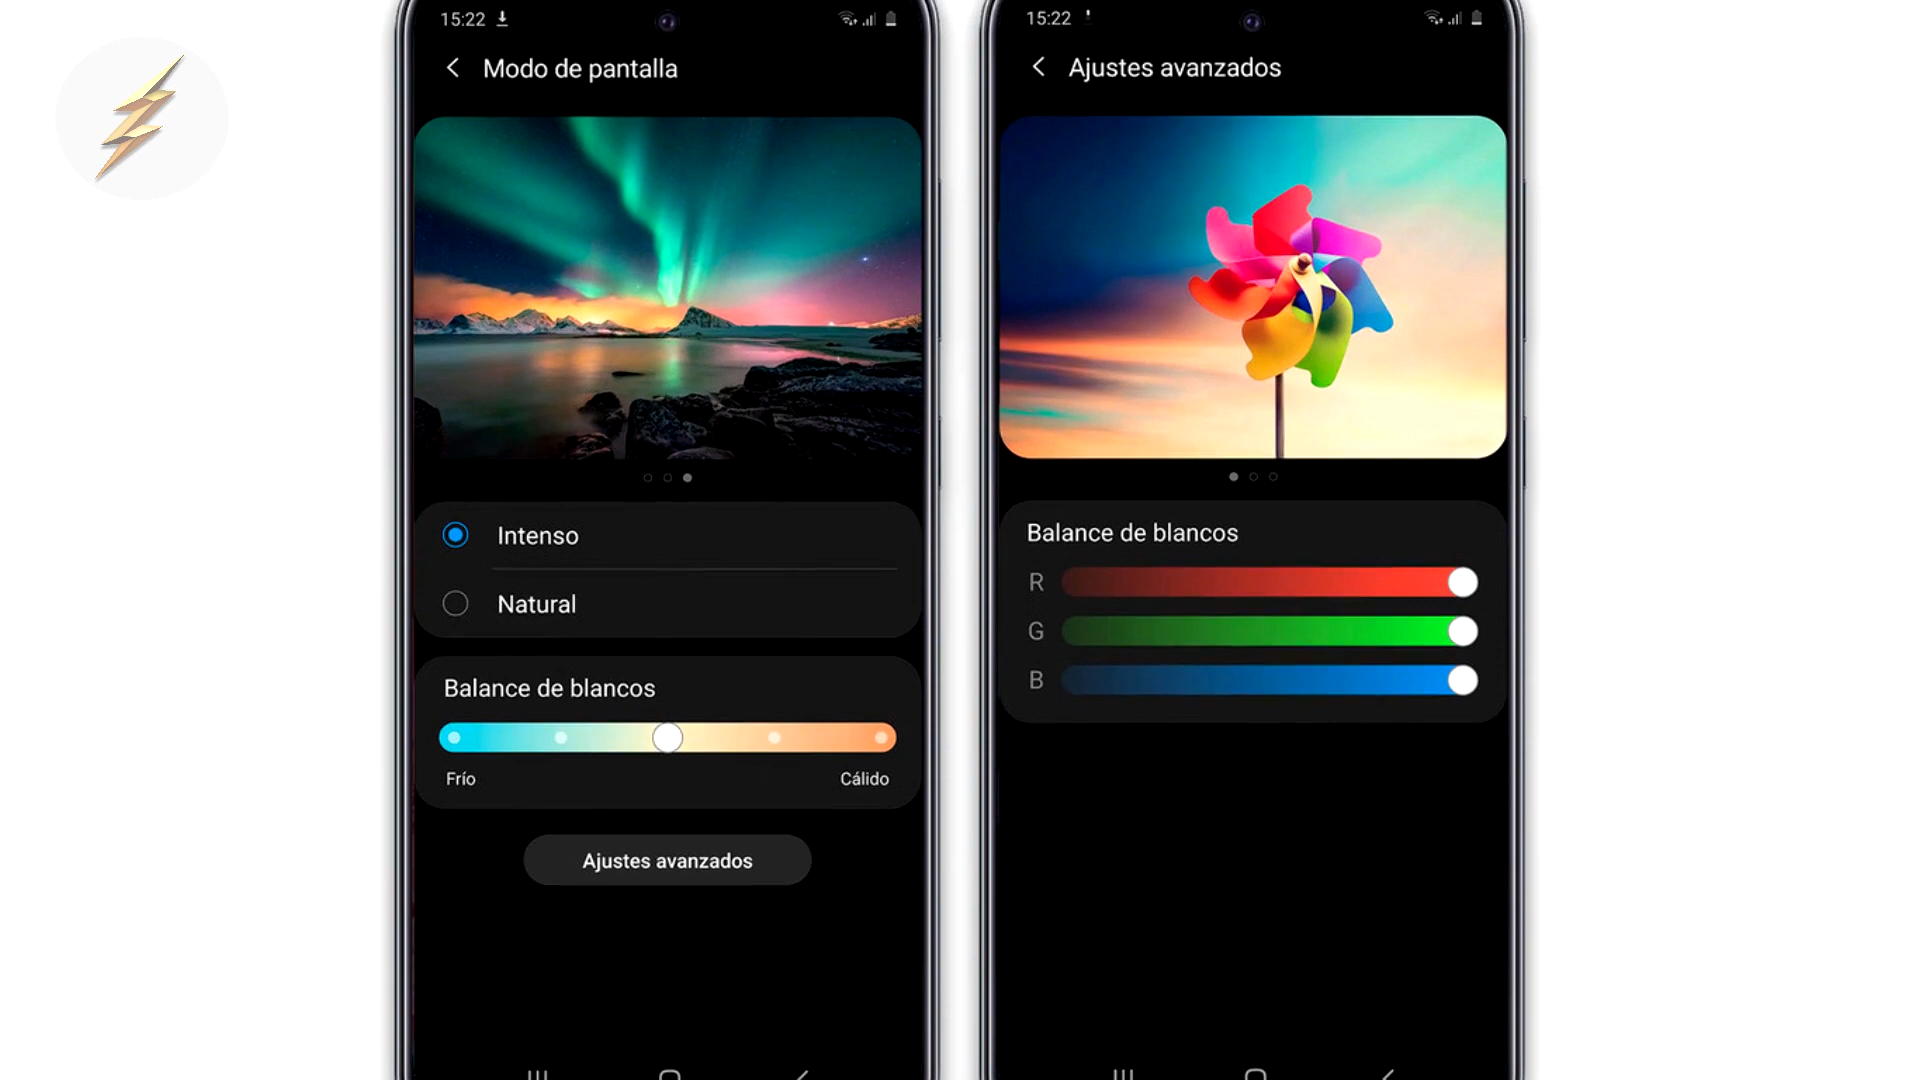 15:22
Modo de pantalla
Intenso
Natural
Balance de blancos
Frío
Cálido
Ajustes avanzados
15:22
Ajustes avanzados
Balance de blancos
R
G
B